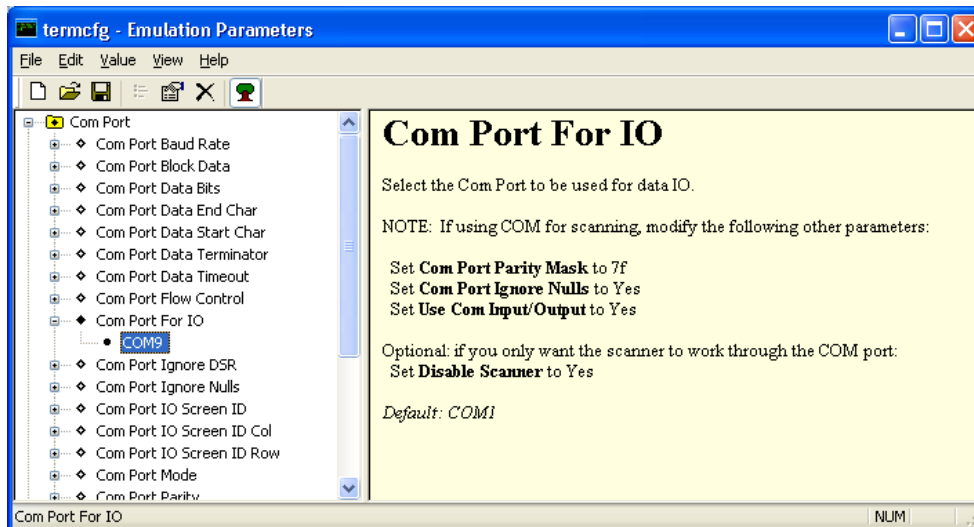 termcfg - Emulation Parameters
File Edit Value View Help
Com Port
Com Port Baud Rate
Com Port Block Data
Com Port Data Bits
Com Port Data End Char
Com Port Data Start Char
Com Port Data Terminator
Com Port Data Timeout
Com Port Flow Control
Com Port For IO
COM9
Com Port Ignore DSR
Com Port Ignore Nulls
Com Port IO Screen ID
Com Port IO Screen ID Col
Com Port IO Screen ID Row
Com Port Mode
Com Port Parity
Com Port For IO
Select the Com Port to be used for data IO.
NOTE: If using COM for scanning, modify the following other parameters:
Set Com Port Parity Mask to 7f
Set Com Port Ignore Nulls to Yes
Set Use Com Input/Output to Yes
Optional: if you only want the scanner to work through the COM port:
Set Disable Scanner to Yes
Default: COM1
Com Port For IO NUM